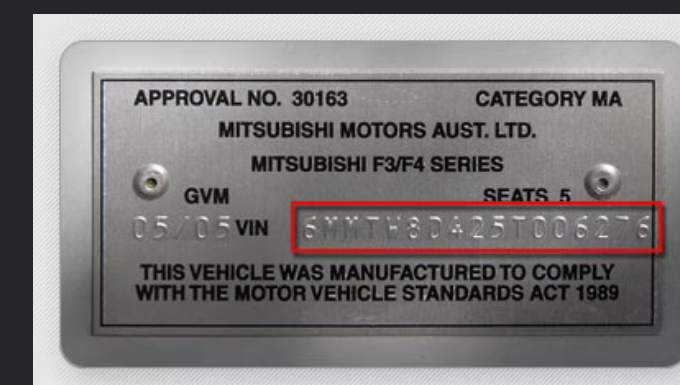 APPROVAL NO. 30163 CATEGORY MA
MITSUBISHI MOTORS AUST. LTD.
MITSUBISHI F3/F4 SERIES
GVM SEATS 5
05/05 VIN 6MMTW8D425T006276
THIS VEHICLE WAS MANUFACTURED TO COMPLY
WITH THE MOTOR VEHICLE STANDARDS ACT 1989